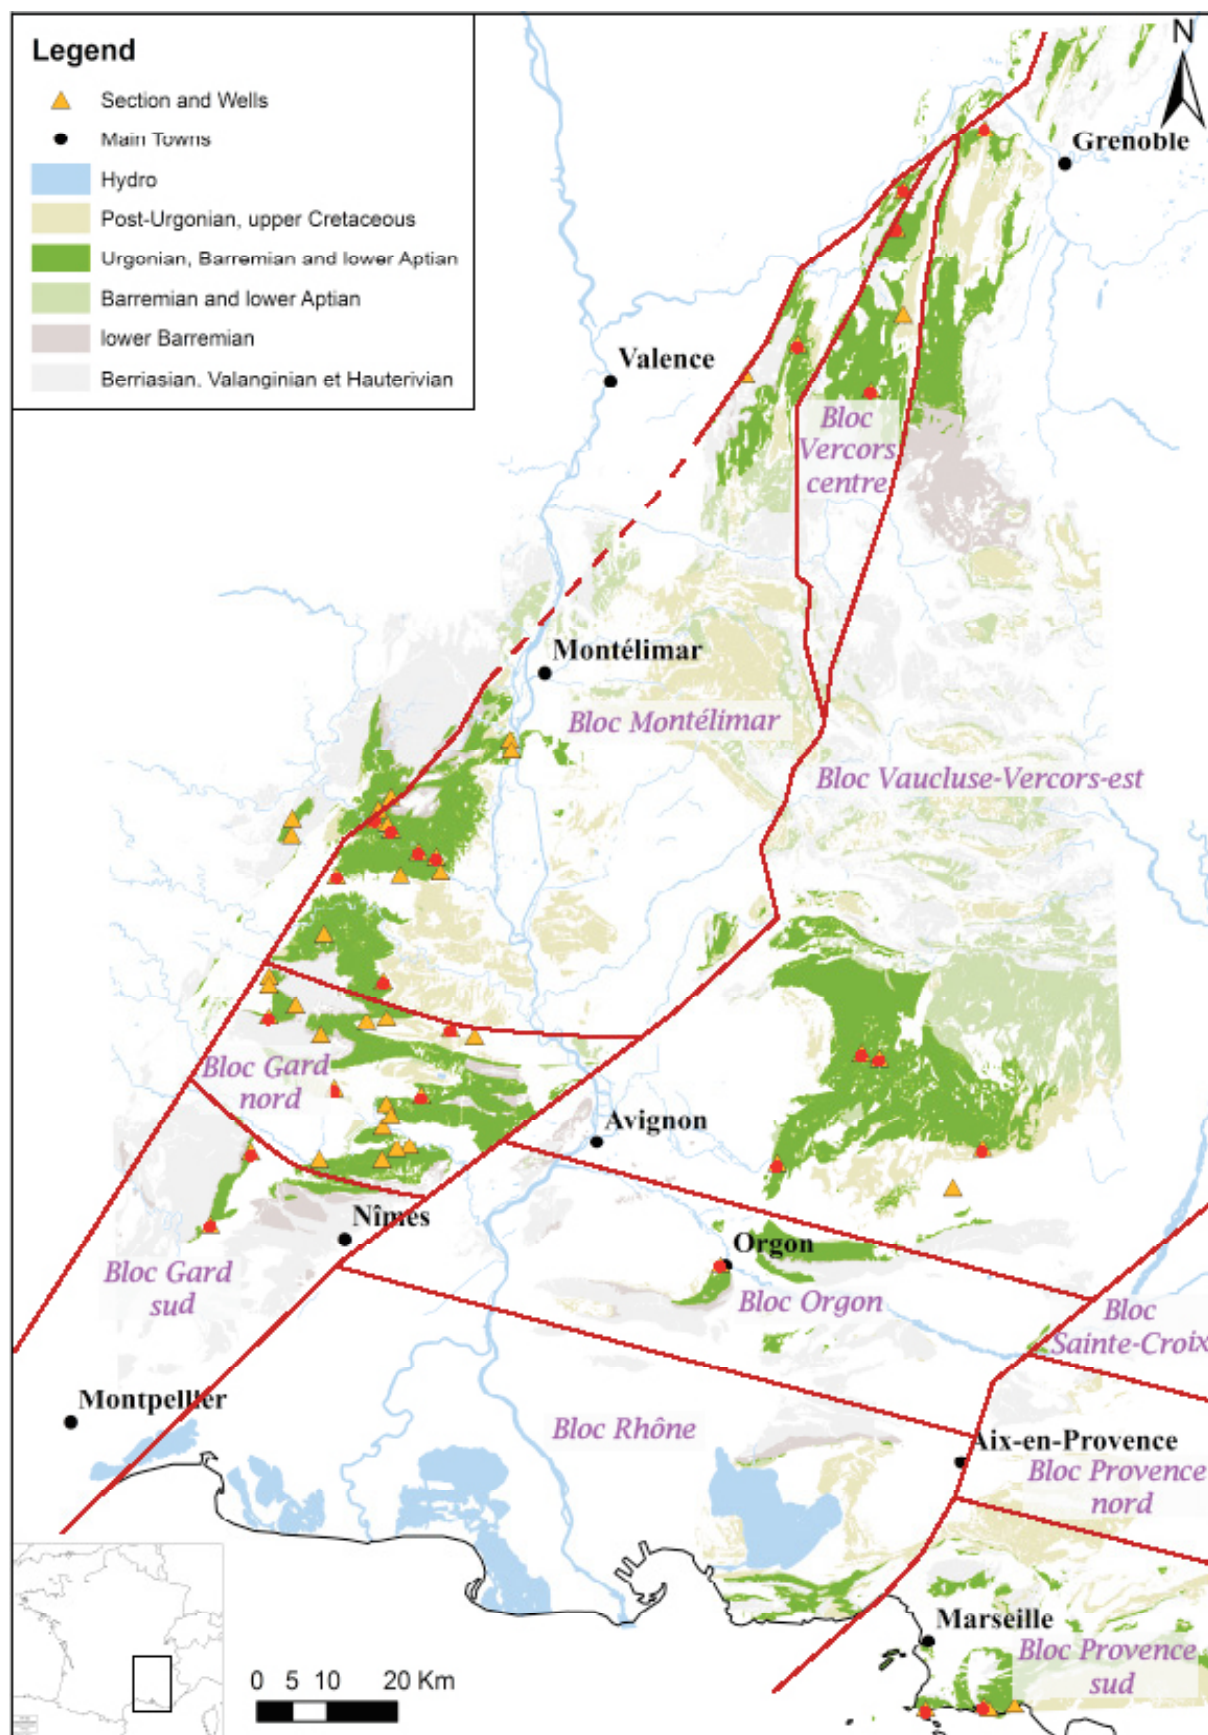 Legend
Section and Wells
Main Towns
Hydro
Post-Urgonian, upper Cretaceous
Urgonian, Barremian and lower Aptian
Barremian and lower Aptian
lower Barremian
Berriasian, Valanginian et Hauterivian
N
Grenoble
Valence
Bloc
Vercors
centre
Montélimar
Bloc Montélimar
Bloc Vaucluse-Vercors-est
Bloc Gard
nord
Avignon
Nîmes
Orgon
Bloc Gard
sud
Bloc Orgon
Bloc
Sainte-Croix
Montpellier
Bloc Rhône
Aix-en-Provence
Bloc Provence
nord
Marseille
Bloc Provence
sud
0 5 10 20 Km